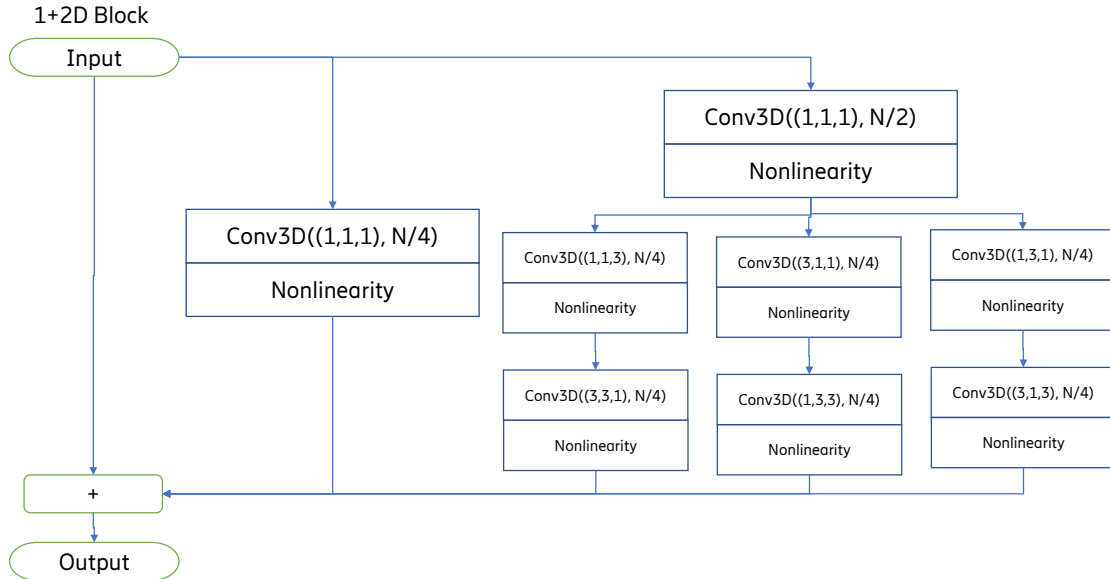 1+2D Block
Input
Conv3D((1,1,1), N/2)
Nonlinearity
Conv3D((1,1,1), N/4)
Nonlinearity
Conv3D((1,1,3), N/4)
Nonlinearity
Conv3D((3,3,1), N/4)
Nonlinearity
Conv3D((3,1,1), N/4)
Nonlinearity
Conv3D((1,3,3), N/4)
Nonlinearity
Conv3D((1,3,1), N/4)
Nonlinearity
Conv3D((3,1,3), N/4)
Nonlinearity
+
Output